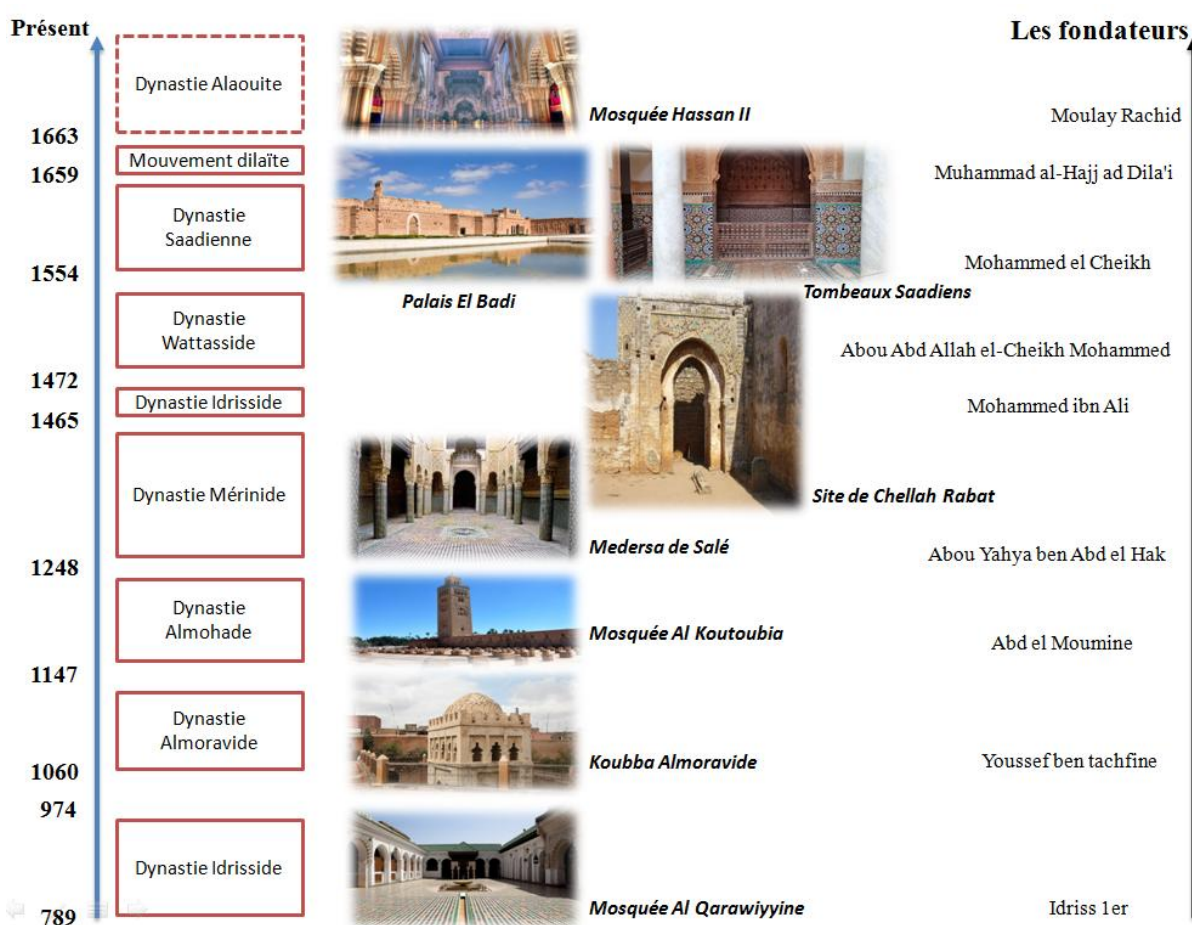 Présent
Les fondateurs
Dynastie Alaouite
Mosquée Hassan II
Moulay Rachid
1663
Mouvement dilaïte
Muhammad al-Hajj ad Dila'i
1659
Dynastie
Saadienne
Mohammed el Cheikh
1554
Palais El Badi
Tombeaux Saadiens
Dynastie
Wattasside
Abou Abd Allah el-Cheikh Mohammed
1472
Dynastie Idrisside
Mohammed ibn Ali
1465
Dynastie Mérinide
Site de Chellah Rabat
Medersa de Salé
Abou Yahya ben Abd el Hak
1248
Dynastie
Almohade
Mosquée Al Koutoubia
Abd el Moumine
1147
Dynastie
Almoravide
Koubba Almoravide
Youssef ben tachfine
1060
974
Dynastie Idrisside
Mosquée Al Qarawiyyine
Idriss 1er
789